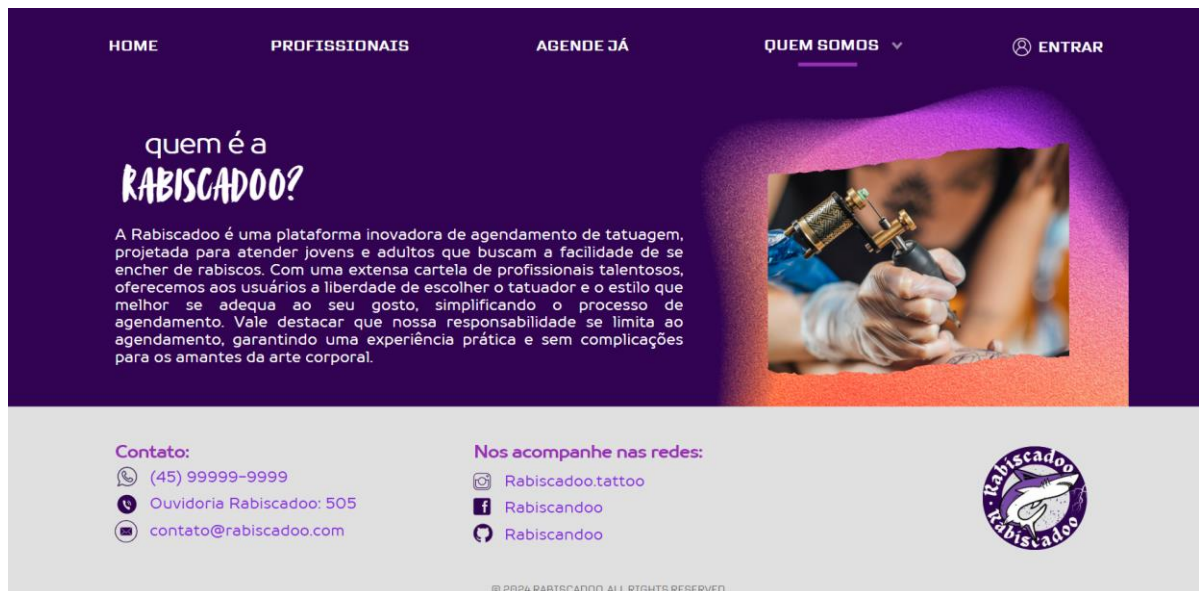 HOME PROFISSIONAIS AGENDE JÁ QUEM SOMOS ENTRAR
quem é a
RABISCADOO?
A Rabiscadoo é uma plataforma inovadora de agendamento de tatuagem,
projetada para atender jovens e adultos que buscam a facilidade de se
encher de rabiscos. Com uma extensa cartela de profissionais talentosos,
oferecemos aos usuários a liberdade de escolher o tatuador e o estilo que
melhor se adequa ao seu gosto, simplificando o processo de
agendamento. Vale destacar que nossa responsabilidade se limita ao
agendamento, garantindo uma experiência prática e sem complicações
para os amantes da arte corporal.
Contato:
(45) 99999-9999
Ouvidoria Rabiscadoo: 505
contato@rabiscadoo.com
Nos acompanhe nas redes:
Rabiscadoo.tattoo
Rabiscandoo
Rabiscandoo
Rabiscadoo
Rabiscadoo
© 2024 RABISCADOO. ALL RIGHTS RESERVED